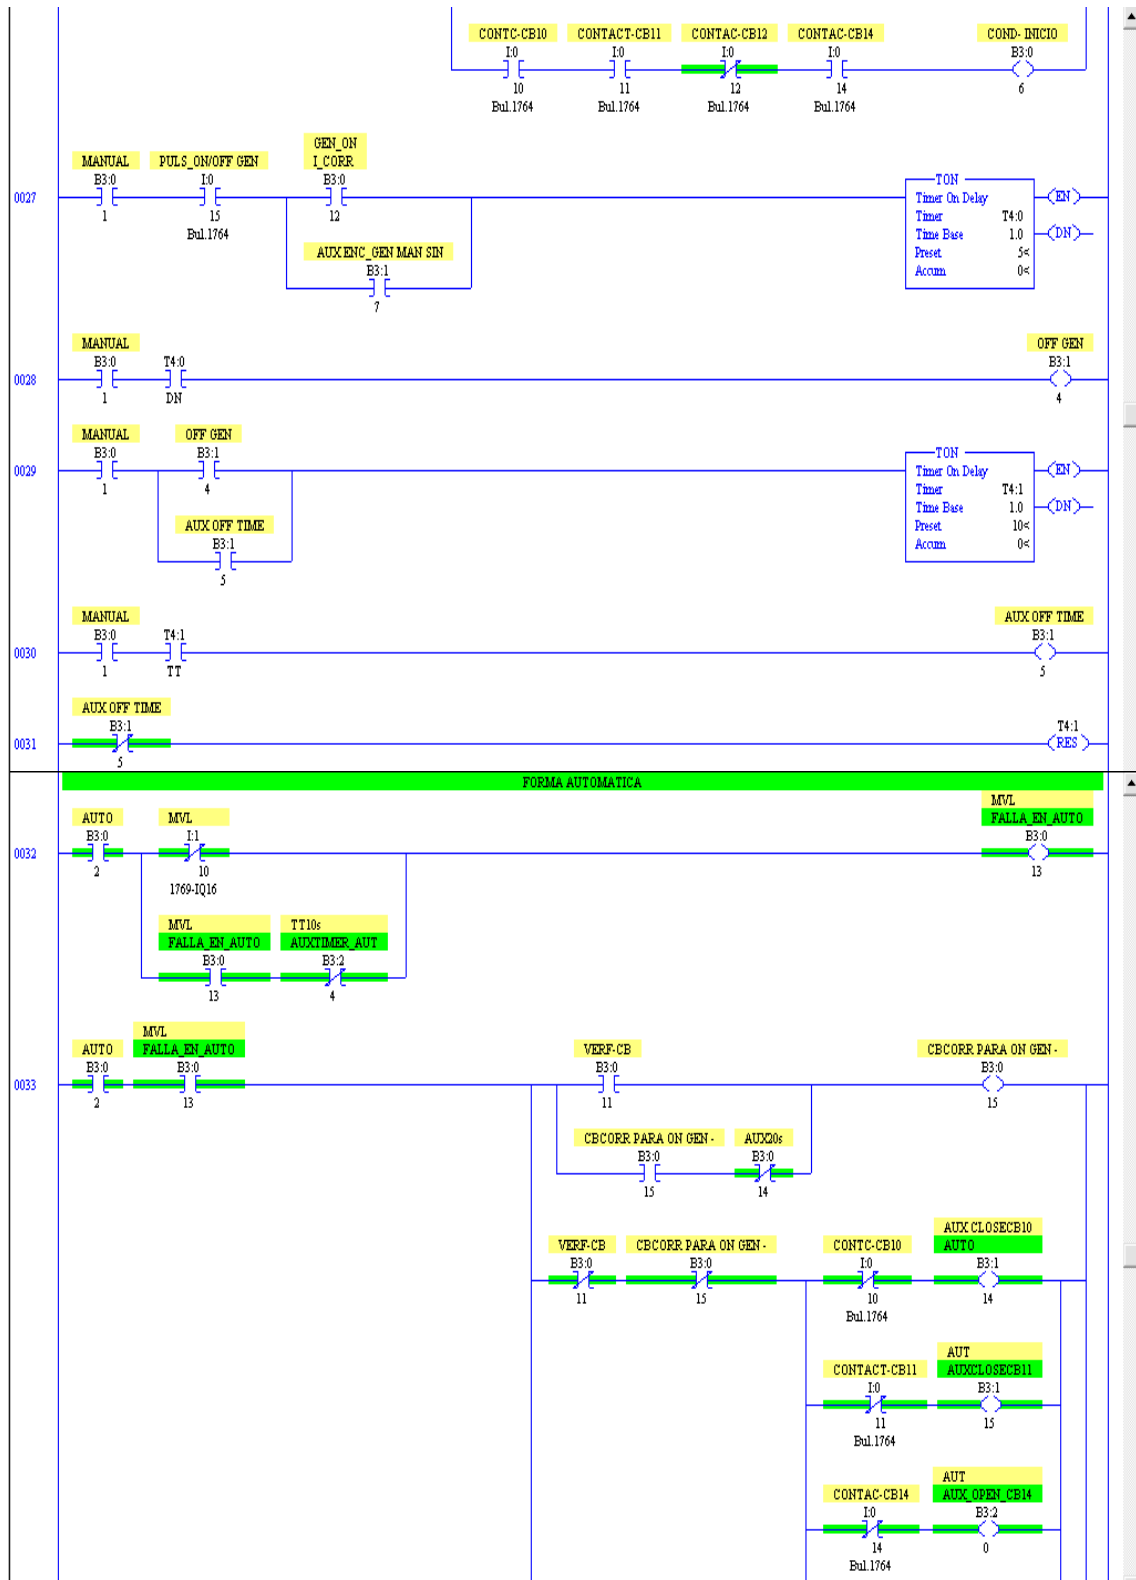 CONTC-CB10 CONTACT-CB11 CONTAC-CB12 CONTAC-CB14 COND- INICIO
I:0 I:0 I:0 I:0 B3:0
10 11 12 14 6
Bul.1764 Bul.1764 Bul.1764 Bul.1764
GEN_ON
MANUAL PULS_ON/OFF GEN I_CORR
B3:0 I:0 B3:0 TON
0027 Timer On Delay EN
1 15 12 Timer T4:0
Bul.1764 Time Base 1.0 DN
AUX ENC_GEN MAN SIN Preset 5<
B3:1 Accum 0<
7
MANUAL OFF GEN
B3:0 T4:0 B3:1
0028
1 DN 4
MANUAL OFF GEN
B3:0 B3:1 TON
0029 Timer On Delay EN
1 4 Timer T4:1
Time Base 1.0 DN
AUX OFF TIME Preset 10<
B3:1 Accum 0<
5
MANUAL AUX OFF TIME
B3:0 T4:1 B3:1
0030
1 TT 5
AUX OFF TIME
B3:1 T4:1
0031 RES
5
FORMA AUTOMATICA
MVL
AUTO MVL FALLA_EN_AUTO
B3:0 I:1 B3:0
0032
2 10 13
1769-IQ16
MVL TT10s
FALLA_EN_AUTO AUXTIMER_AUT
B3:0 B3:2
13 4
MVL
AUTO FALLA_EN_AUTO VERF-CB CBCORR PARA ON GEN -
B3:0 B3:0 B3:0 B3:0
0033
2 13 11 15
CBCORR PARA ON GEN - AUX20s
B3:0 B3:0
15 14
AUX CLOSECB10
VERF-CB CBCORR PARA ON GEN - CONTC-CB10 AUTO
B3:0 B3:0 I:0 B3:1
11 15 10 14
Bul.1764
AUT
CONTACT-CB11 AUXCLOSECB11
I:0 B3:1
11 15
Bul.1764
AUT
CONTAC-CB14 AUX_OPEN_CB14
I:0 B3:2
14 0
Bul.1764